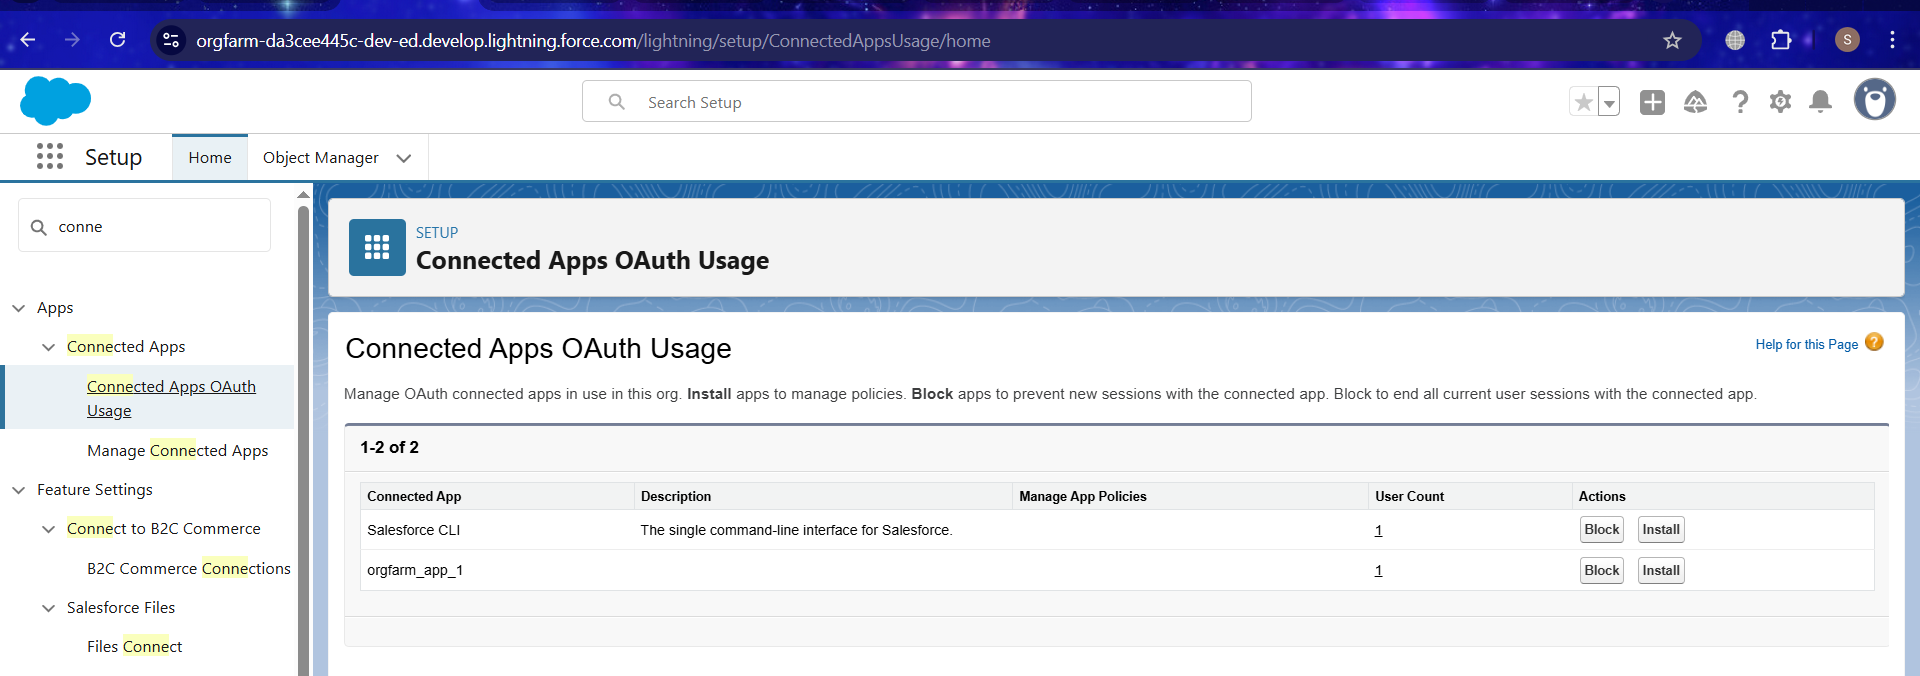 orgfarm-da3cee445c-dev-ed.develop.lightning.force.com/lightning/setup/ConnectedAppsUsage/home
S
Search Setup
Setup
Home
Object Manager
conne
Apps
Connected Apps
Connected Apps OAuth
Usage
Manage Connected Apps
Feature Settings
Connect to B2C Commerce
B2C Commerce Connections
Salesforce Files
Files Connect
SETUP
Connected Apps OAuth Usage
Connected Apps OAuth Usage
Help for this Page ?
Manage OAuth connected apps in use in this org. Install apps to manage policies. Block apps to prevent new sessions with the connected app. Block to end all current user sessions with the connected app.
1-2 of 2
Connected App Description Manage App Policies User Count Actions
Salesforce CLI The single command-line interface for Salesforce. 1 Block Install
orgfarm_app_1 1 Block Install